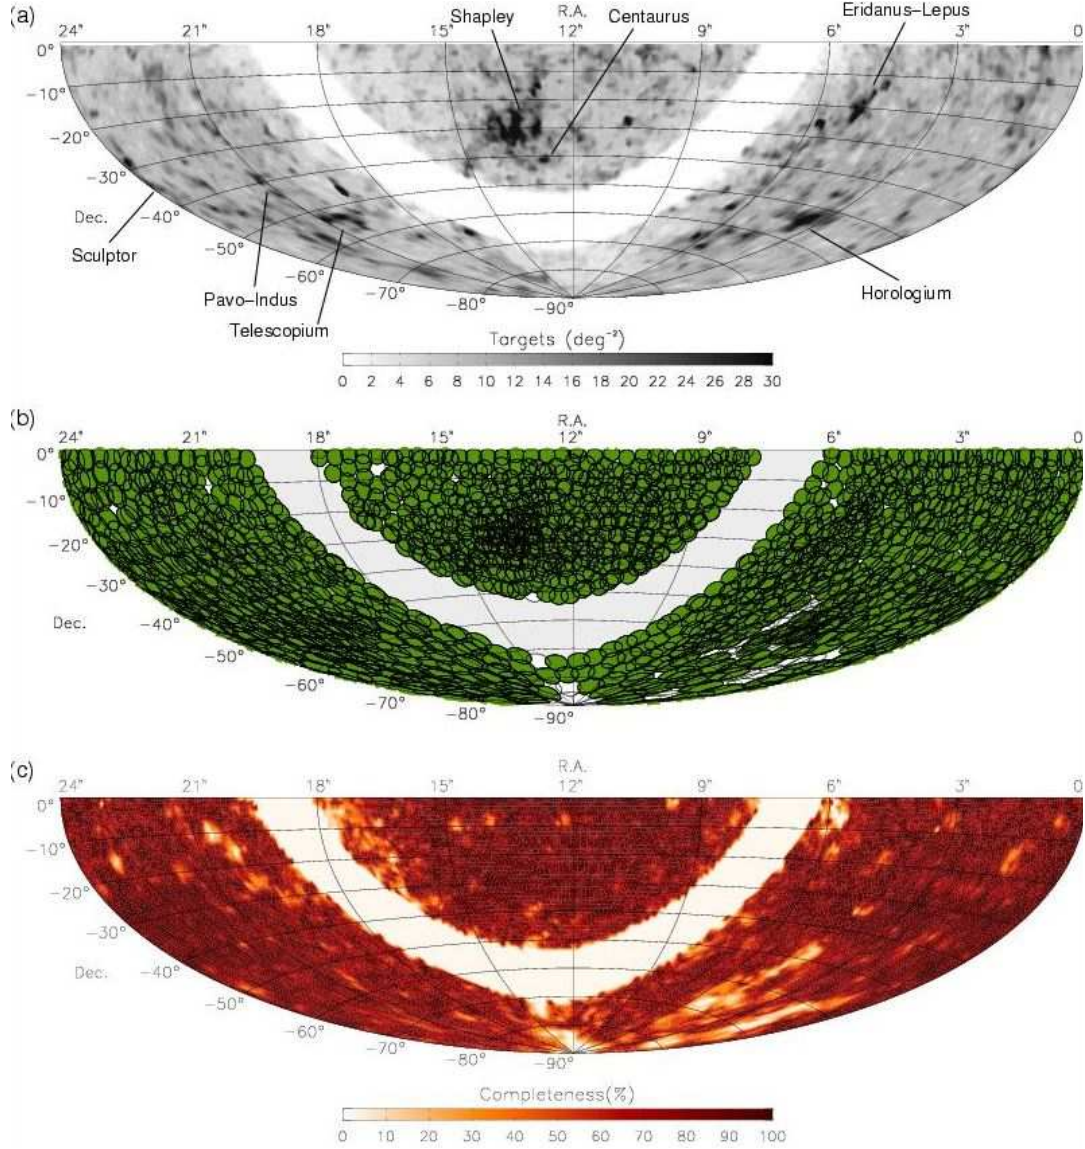 (a)
Shapley R.A. Centaurus Eridanus–Lepus
24ʰ 21ʰ 18ʰ 15ʰ 12ʰ 9ʰ 6ʰ 3ʰ 0
0°
−10°
−20°
−30°
Dec. −40°
Sculptor −50°
−60°
Pavo–Indus −70° Horologium
−80° −90°
Telescopium
Targets (deg⁻²)
0 2 4 6 8 10 12 14 16 18 20 22 24 26 28 30
(b)
R.A.
24ʰ 21ʰ 18ʰ 15ʰ 12ʰ 9ʰ 6ʰ 3ʰ 0
0°
−10°
−20°
−30°
Dec. −40°
−50°
−60°
−70°
−80° −90°
(c)
R.A.
24ʰ 21ʰ 18ʰ 15ʰ 12ʰ 9ʰ 6ʰ 3ʰ 0
0°
−10°
−20°
−30°
Dec. −40°
−50°
−60°
−70°
−80° −90°
Completeness(%)
0 10 20 30 40 50 60 70 80 90 100